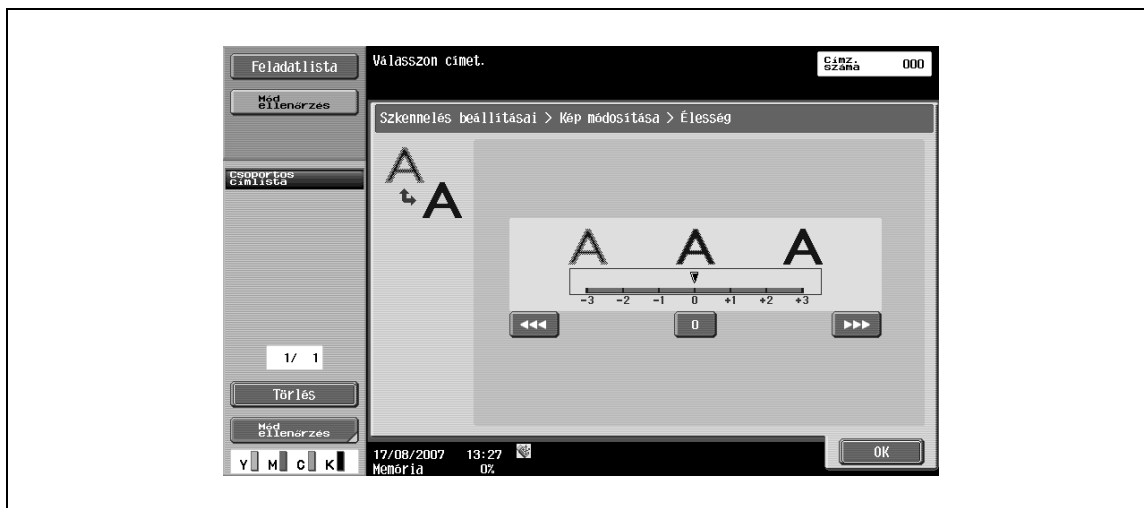 Feladatlista
Mód
ellenőrzés
Csoportos
címlista
1/ 1
Törlés
Mód
ellenőrzés
Y M C K
Válasszon címet.
Címz.
száma 000
Szkennelés beállításai > Kép módosítása > Élesség
A
A
A A A
-3 -2 -1 0 +1 +2 +3
0
17/08/2007 13:27
Memória 0%
OK